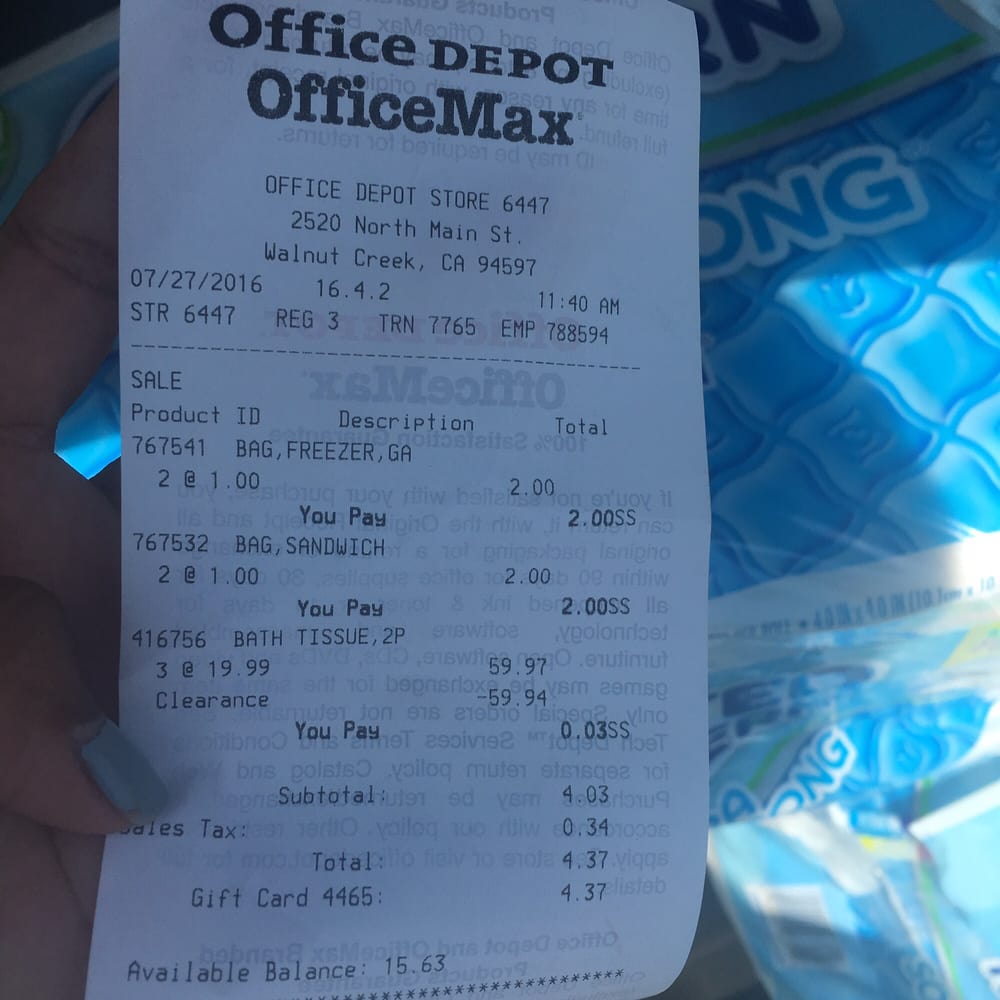 Office DEPOT
OfficeMax
OFFICE DEPOT STORE 6447
2520 North Main St.
Walnut Creek, CA 94597
07/27/2016 16.4.2 11:40 AM
STR 6447 REG 3 TRN 7765 EMP 788594
SALE
Product ID Description Total
767541 BAG,FREEZER,GA
2 @ 1.00 2.00
You Pay 2.00SS
767532 BAG,SANDWICH
2 @ 1.00 2.00
You Pay 2.00SS
416756 BATH TISSUE,2P
3 @ 19.99 59.97
Clearance -59.94
You Pay 0.03SS
Subtotal: 4.03
ales Tax: 0.34
Total: 4.37
Gift Card 4465: 4.37
Available Balance: 15.63
*********************************
RN
ONG
ONG